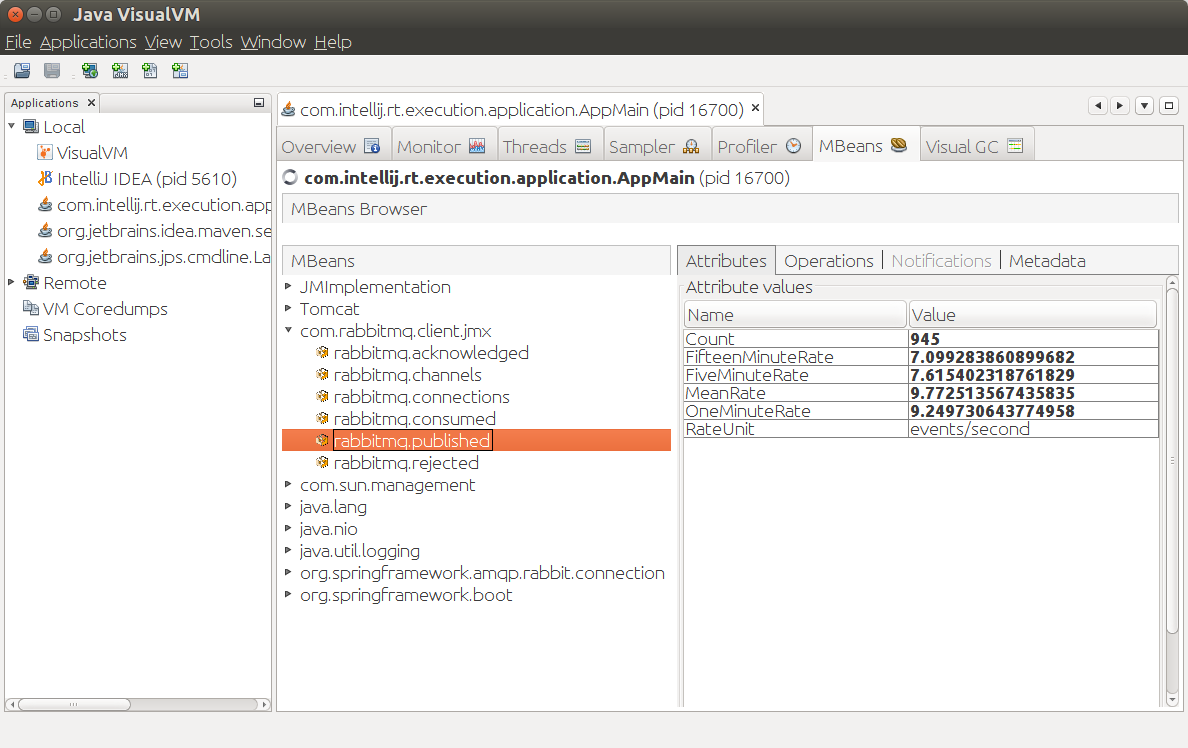 Java VisualVM
File Applications View Tools Window Help
Applications
Local
VisualVM
IntelliJ IDEA (pid 5610)
com.intellij.rt.execution.app
org.jetbrains.idea.maven.se
org.jetbrains.jps.cmdline.La
Remote
VM Coredumps
Snapshots
com.intellij.rt.execution.application.AppMain (pid 16700)
Overview Monitor Threads Sampler Profiler MBeans Visual GC
com.intellij.rt.execution.application.AppMain (pid 16700)
MBeans Browser
MBeans
JMImplementation
Tomcat
com.rabbitmq.client.jmx
rabbitmq.acknowledged
rabbitmq.channels
rabbitmq.connections
rabbitmq.consumed
rabbitmq.published
rabbitmq.rejected
com.sun.management
java.lang
java.nio
java.util.logging
org.springframework.amqp.rabbit.connection
org.springframework.boot
Attributes Operations Notifications Metadata
Attribute values
Name Value
Count 945
FifteenMinuteRate 7.099283860899682
FiveMinuteRate 7.615402318761829
MeanRate 9.772513567435835
OneMinuteRate 9.249730643774958
RateUnit events/second